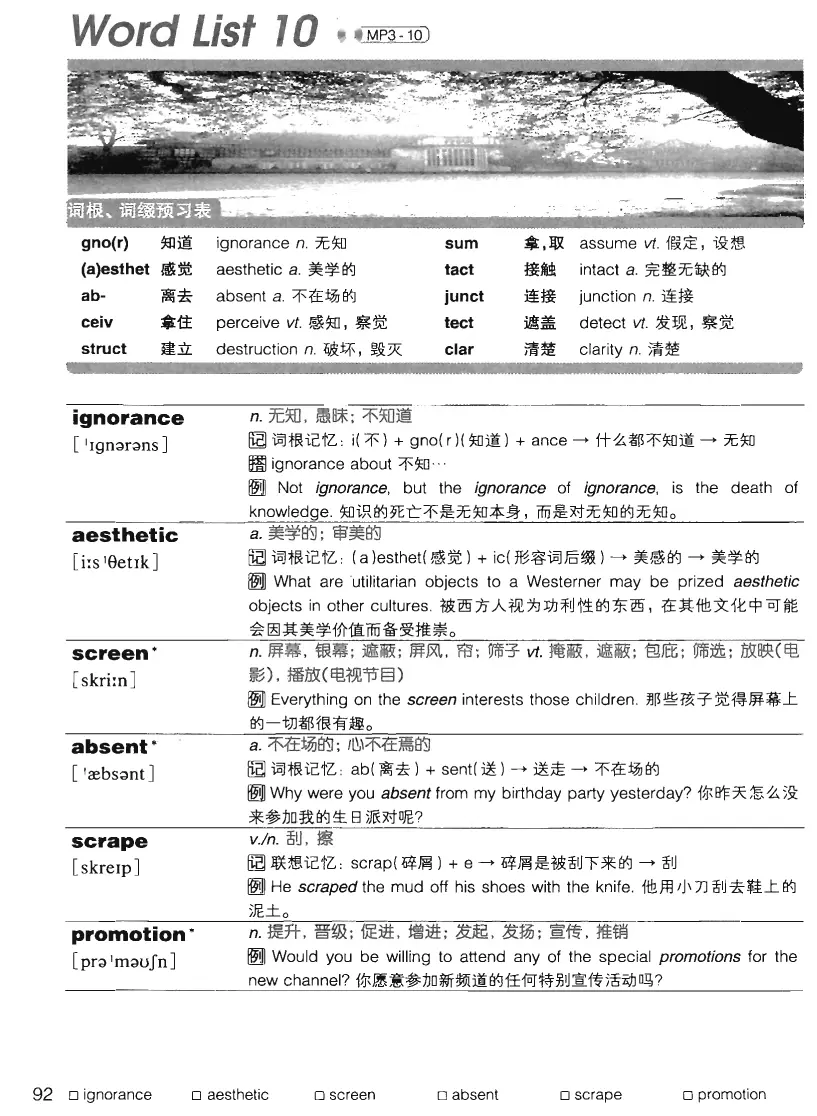 Word List 10 MP3-10
词根、词缀预习表
gno(r) 知道 ignorance n. 无知 sum 拿,取 assume vt. 假定，设想
(a)esthet 感觉 aesthetic a. 美学的 tact 接触 intact a. 完整无缺的
ab- 离去 absent a. 不在场的 junct 连接 junction n. 连接
ceiv 拿住 perceive vt. 感知，察觉 tect 遮盖 detect vt. 发现，察觉
struct 建立 destruction n. 破坏，毁灭 clar 清楚 clarity n. 清楚
ignorance n. 无知，愚昧；不知道
[ˈɪgnərəns] 记 词根记忆：i(不) + gno(r)(知道) + ance → 什么都不知道 → 无知
搭 ignorance about 不知…
例 Not ignorance, but the ignorance of ignorance, is the death of
knowledge. 知识的死亡不是无知本身，而是对无知的无知。
aesthetic a. 美学的；审美的
[iːsˈθetɪk] 记 词根记忆：(a)esthet(感觉) + ic(形容词后缀) → 美感的 → 美学的
例 What are utilitarian objects to a Westerner may be prized aesthetic
objects in other cultures. 被西方人视为功利性的东西，在其他文化中可能
会因其美学价值而备受推崇。
screen* n. 屏幕，银幕；遮蔽；屏风，帘；筛子 vt. 掩蔽，遮蔽；包庇；筛选；放映(电
[skriːn] 影)，播放(电视节目)
例 Everything on the screen interests those children. 那些孩子觉得屏幕上
的一切都很有趣。
absent* a. 不在场的；心不在焉的
[ˈæbsənt] 记 词根记忆：ab(离去) + sent(送) → 送走 → 不在场的
例 Why were you absent from my birthday party yesterday? 你昨天怎么没
来参加我的生日派对呢?
scrape v./n. 刮，擦
[skreɪp] 记 联想记忆：scrap(碎屑) + e → 碎屑是被刮下来的 → 刮
例 He scraped the mud off his shoes with the knife. 他用小刀刮去鞋上的
泥土。
promotion* n. 提升，晋级；促进，增进；发起，发扬；宣传，推销
[prəˈməʊʃn] 例 Would you be willing to attend any of the special promotions for the
new channel? 你愿意参加新频道的任何特别宣传活动吗?
92 □ ignorance □ aesthetic □ screen □ absent □ scrape □ promotion